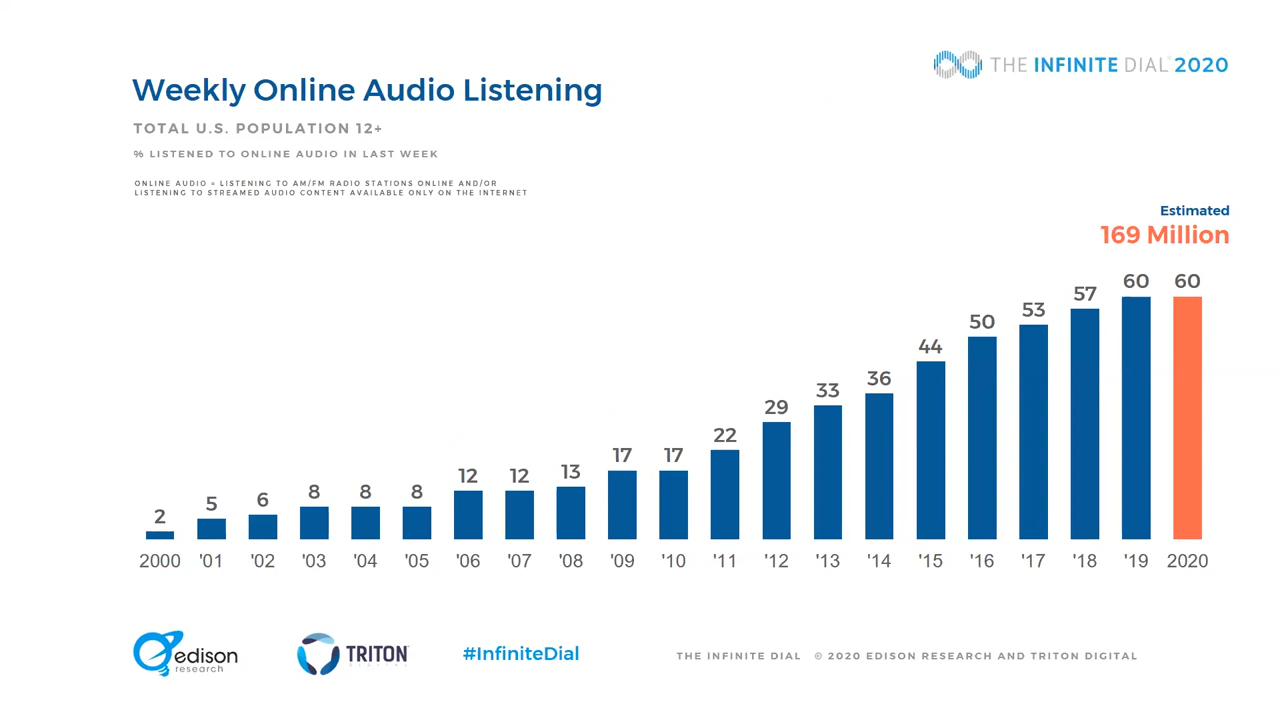 THE INFINITE DIAL 2020
Weekly Online Audio Listening
TOTAL U.S. POPULATION 12+
% LISTENED TO ONLINE AUDIO IN LAST WEEK
ONLINE AUDIO = LISTENING TO AM/FM RADIO STATIONS ONLINE AND/OR
LISTENING TO STREAMED AUDIO CONTENT AVAILABLE ONLY ON THE INTERNET
Estimated
169 Million
2 5 6 8 8 8 12 12 13 17 17 22 29 33 36 44 50 53 57 60 60
2000 '01 '02 '03 '04 '05 '06 '07 '08 '09 '10 '11 '12 '13 '14 '15 '16 '17 '18 '19 2020
edison
research
TRITON
#InfiniteDial
THE INFINITE DIAL © 2020 EDISON RESEARCH AND TRITON DIGITAL